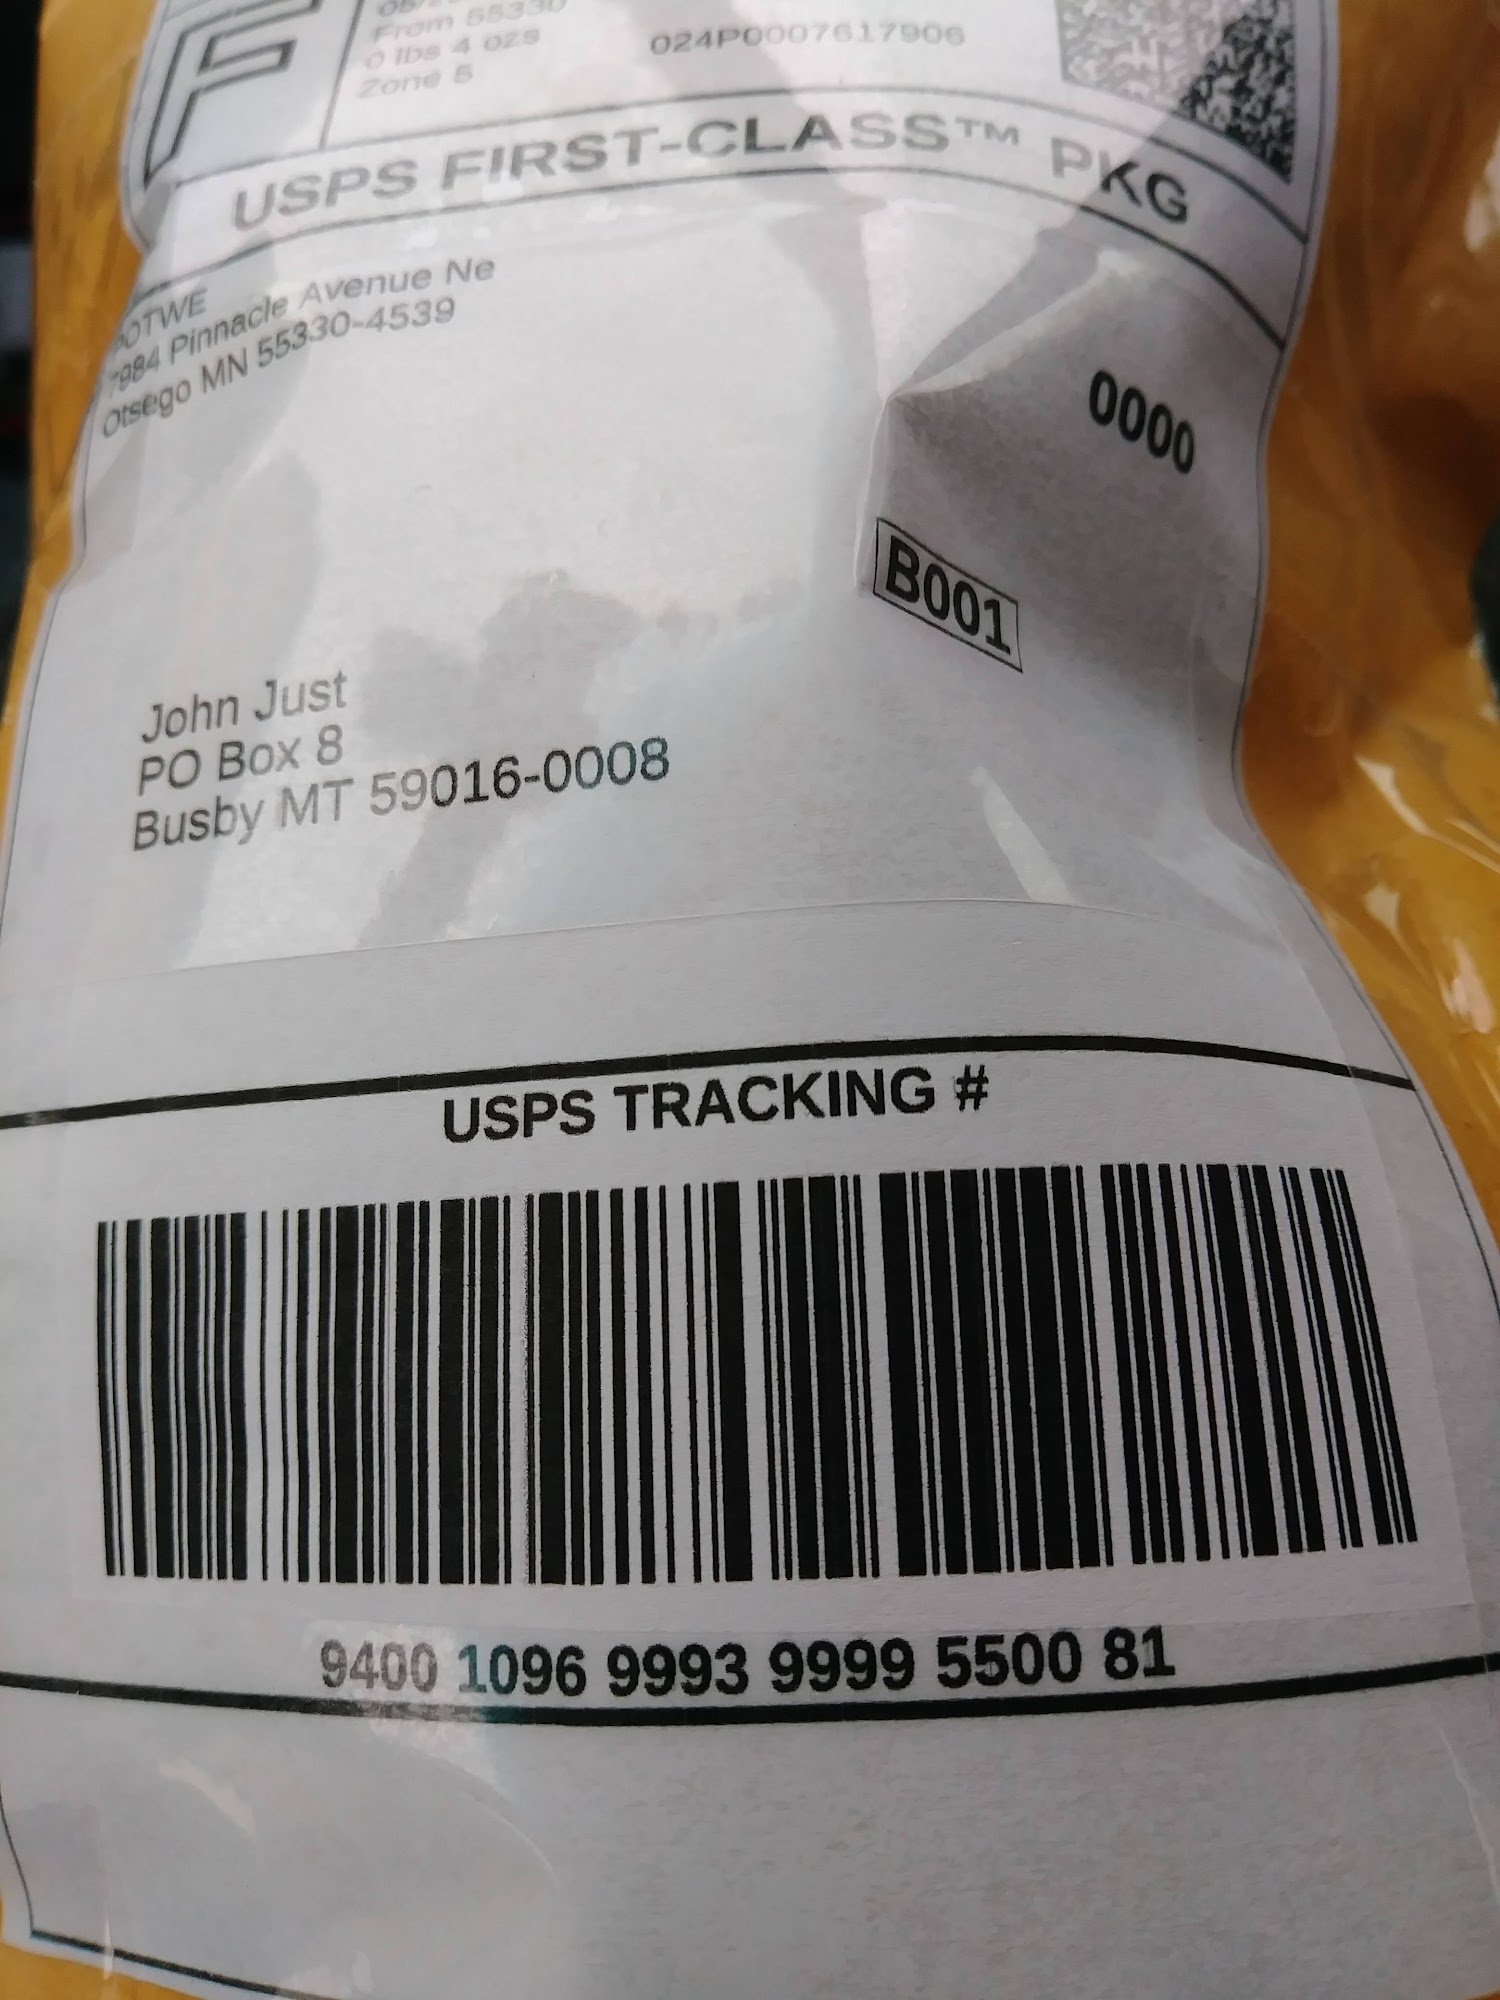 F
From 55330
0 lbs 4 ozs
Zone 5
024P0007617906
USPS FIRST-CLASS™ PKG
POTWE
7984 Pinnacle Avenue Ne
Otsego MN 55330-4539
0000
B001
John Just
PO Box 8
Busby MT 59016-0008
USPS TRACKING #
9400 1096 9993 9999 5500 81